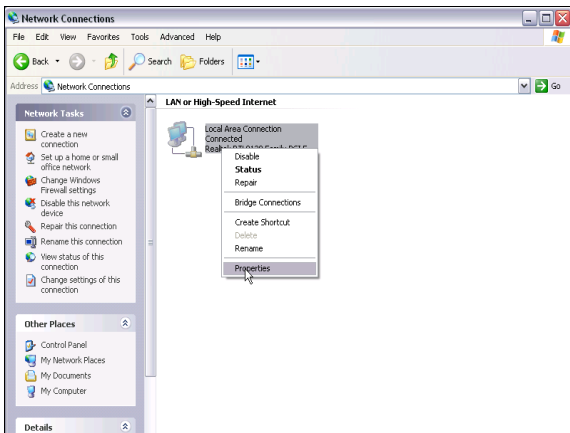 Network Connections
File Edit View Favorites Tools Advanced Help
Back Search Folders
Address Network Connections Go
Network Tasks
Create a new
connection
Set up a home or small
office network
Change Windows
Firewall settings
Disable this network
device
Repair this connection
Rename this connection
View status of this
connection
Change settings of this
connection
Other Places
Control Panel
My Network Places
My Documents
My Computer
Details
LAN or High-Speed Internet
Local Area Connection
Connected
Realtek
Disable
Status
Repair
Bridge Connections
Create Shortcut
Delete
Rename
Properties